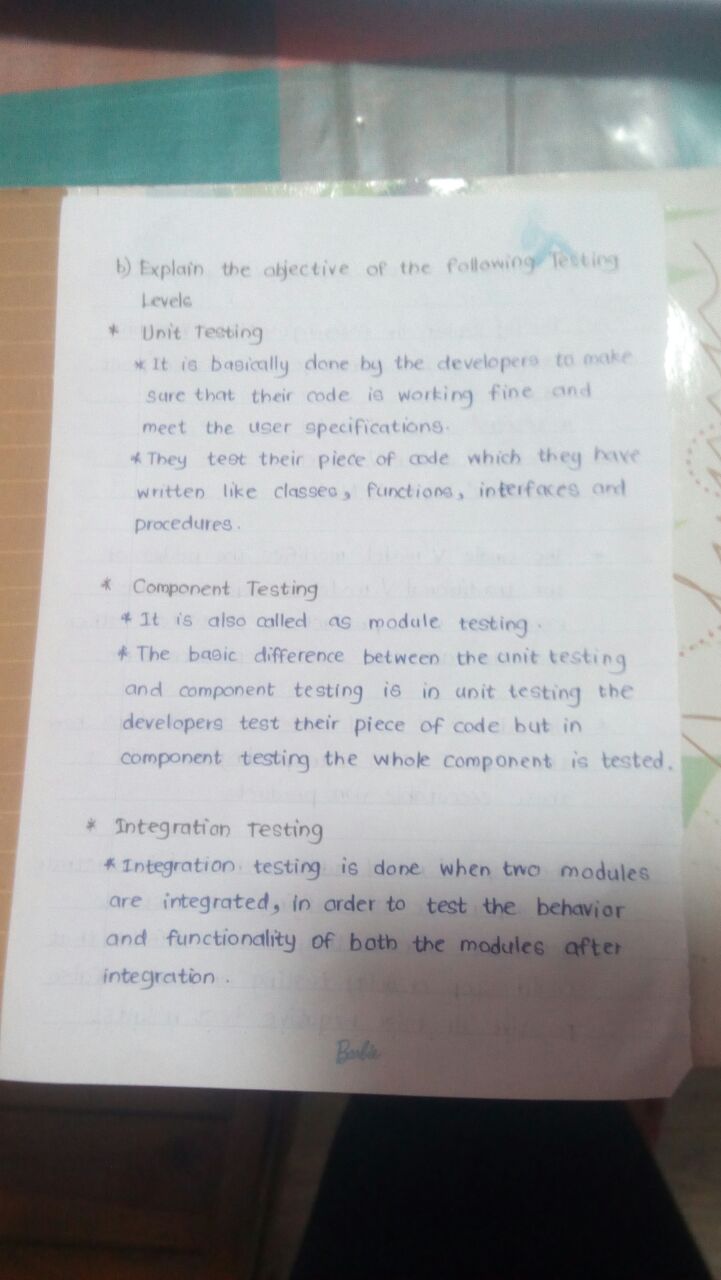 b) Explain the objective of the following Testing
Levels
* Unit Testing
* It is basically done by the developers to make
sure that their code is working fine and
meet the user specifications.
* They test their piece of code which they have
written like classes, functions, interfaces and
procedures.
* Component Testing
* It is also called as module testing.
* The basic difference between the unit testing
and component testing is in unit testing the
developers test their piece of code but in
component testing the whole component is tested.
* Integration Testing
* Integration testing is done when two modules
are integrated, in order to test the behavior
and functionality of both the modules after
integration.
Barbie